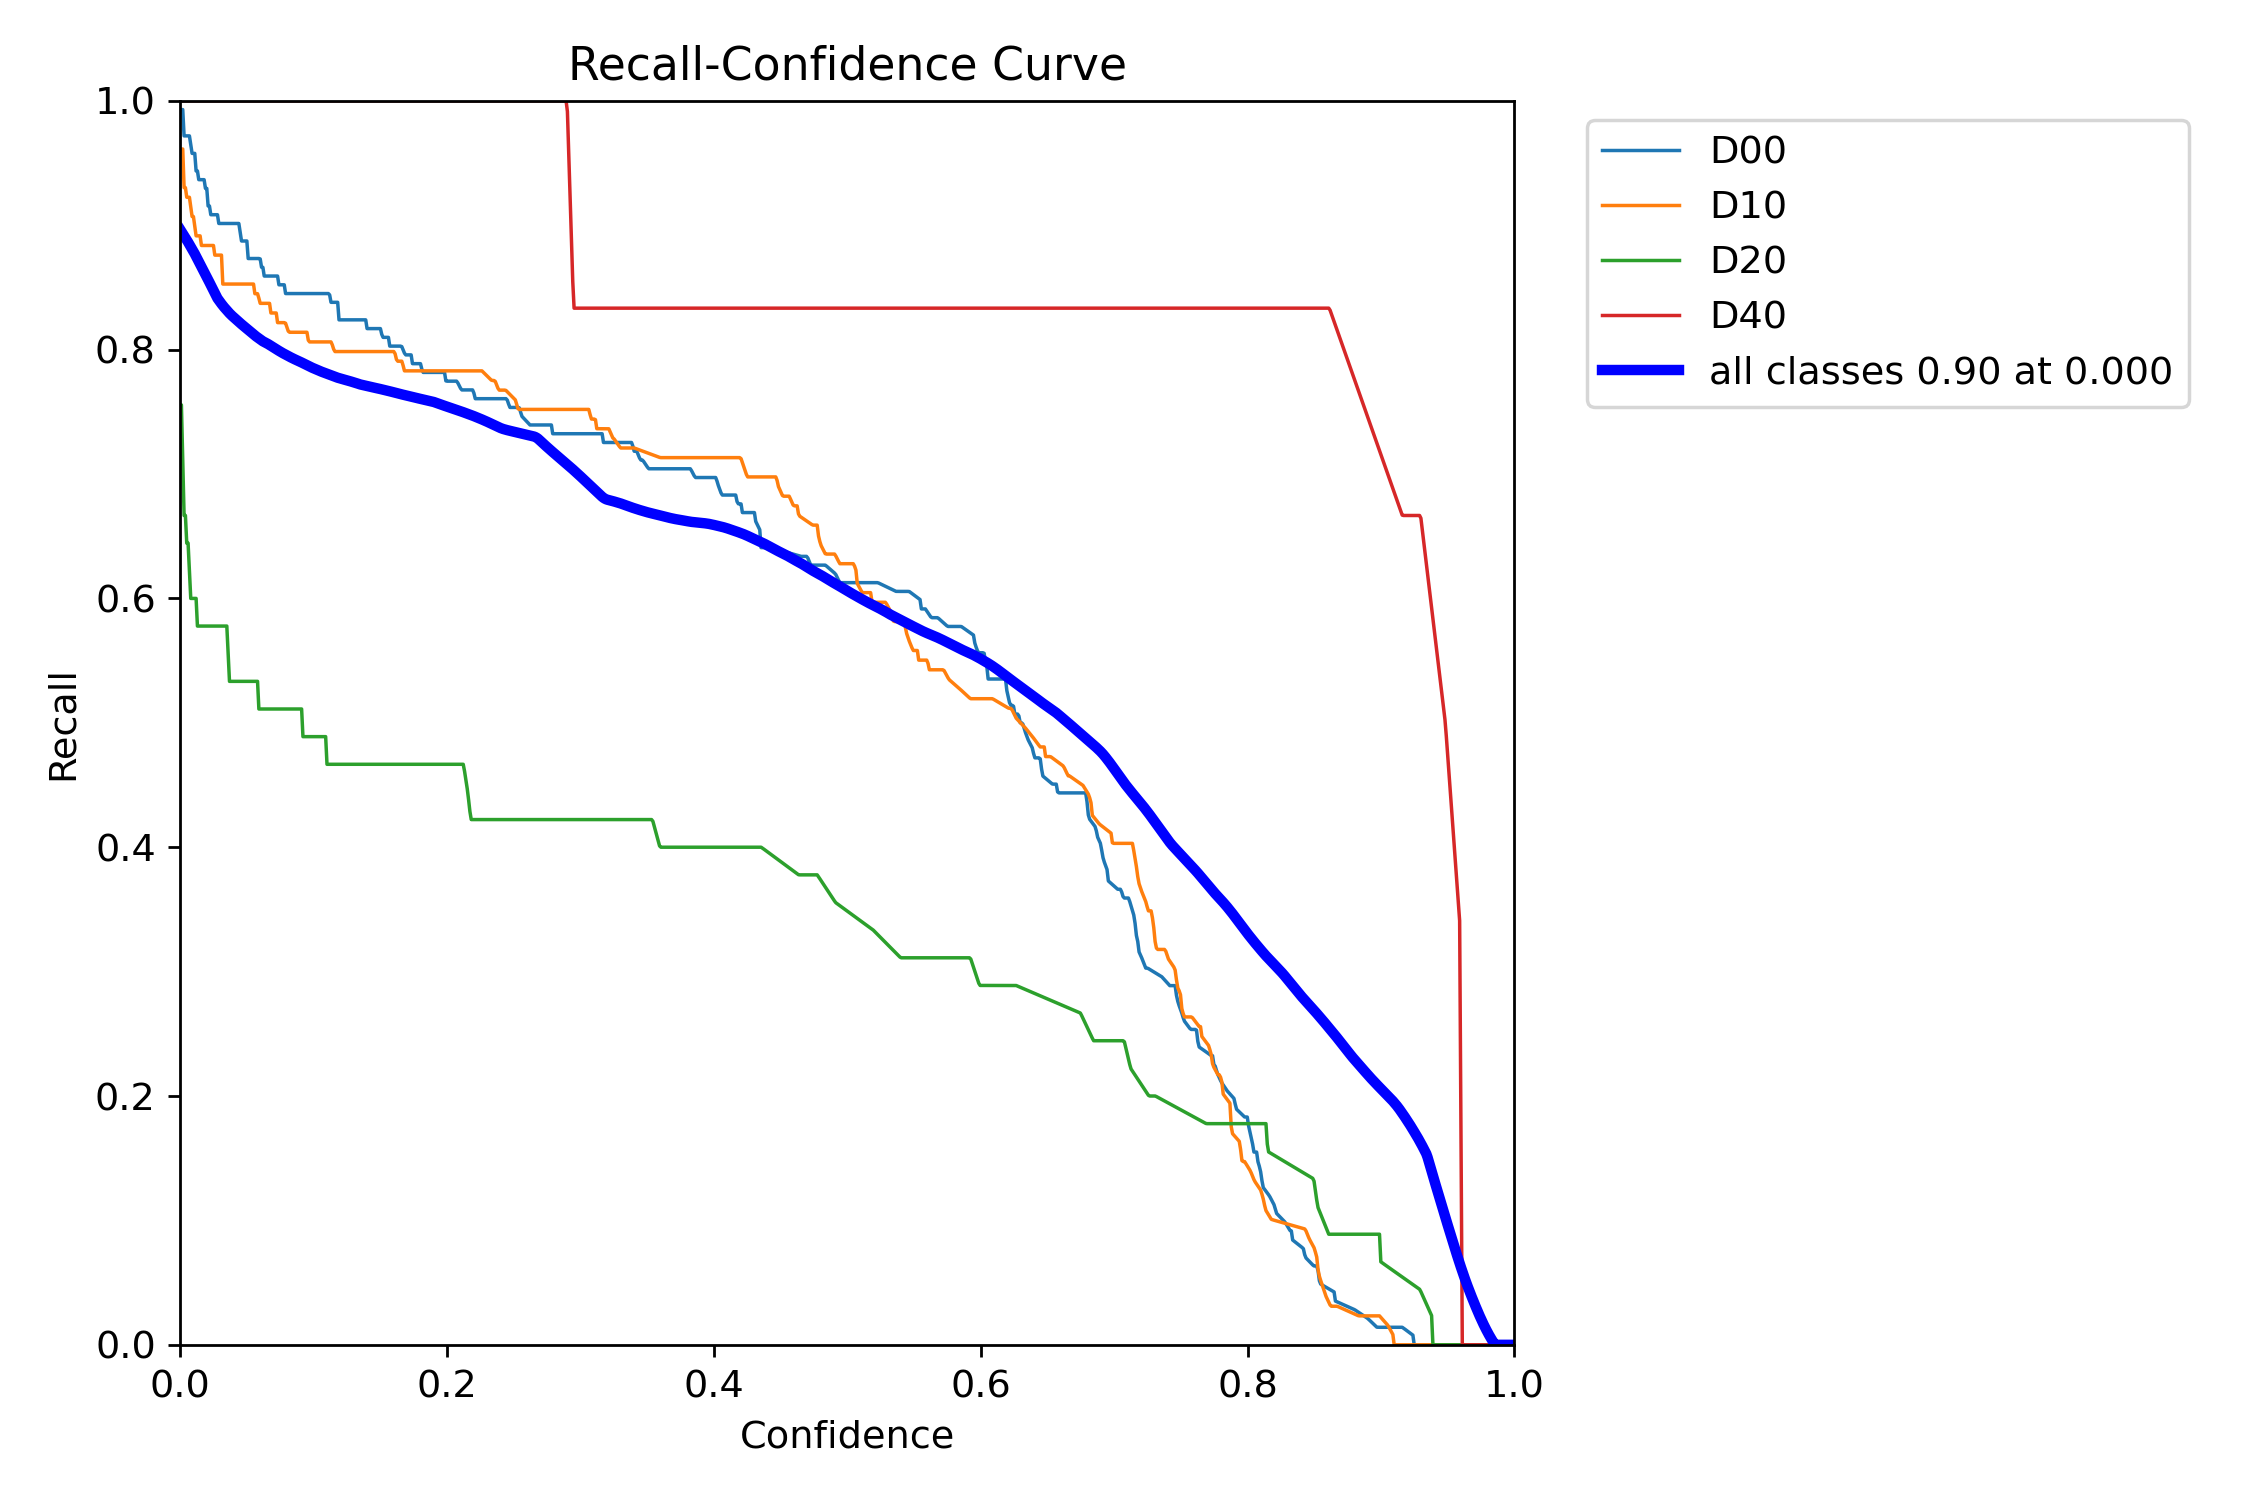 Recall-Confidence Curve
1.0
0.8
0.6
0.4
0.2
0.0
Recall
0.0 0.2 0.4 0.6 0.8 1.0
Confidence
D00
D10
D20
D40
all classes 0.90 at 0.000